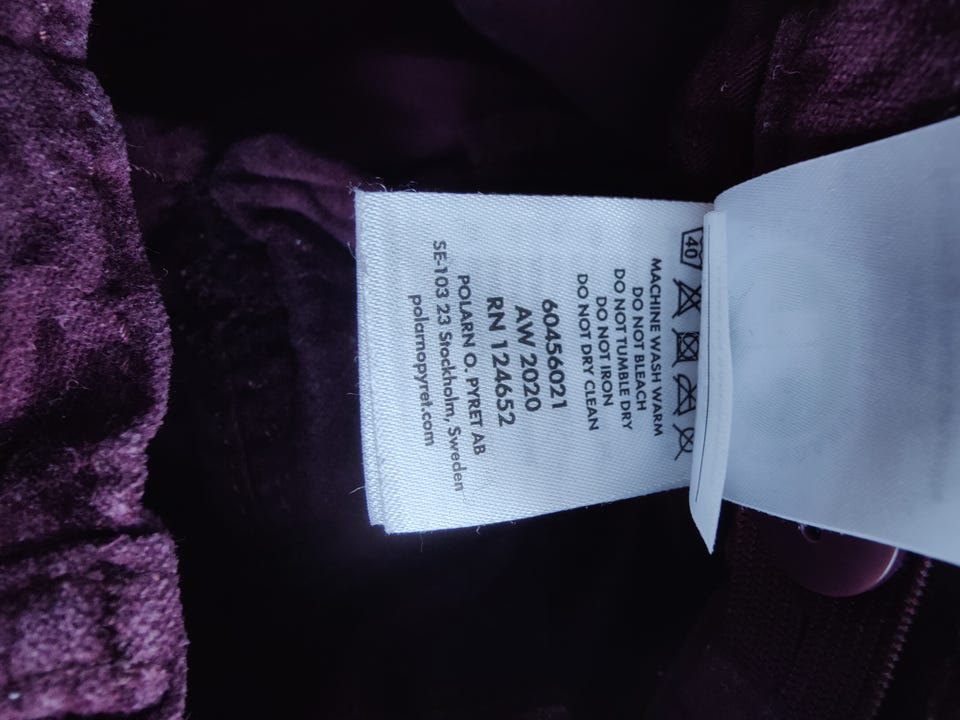 40
MACHINE WASH WARM
DO NOT BLEACH
DO NOT TUMBLE DRY
DO NOT IRON
DO NOT DRY CLEAN
60456021
AW 2020
RN 124652
POLARN O. PYRET AB
SE-103 23 Stockholm, Sweden
polarnopyret.com